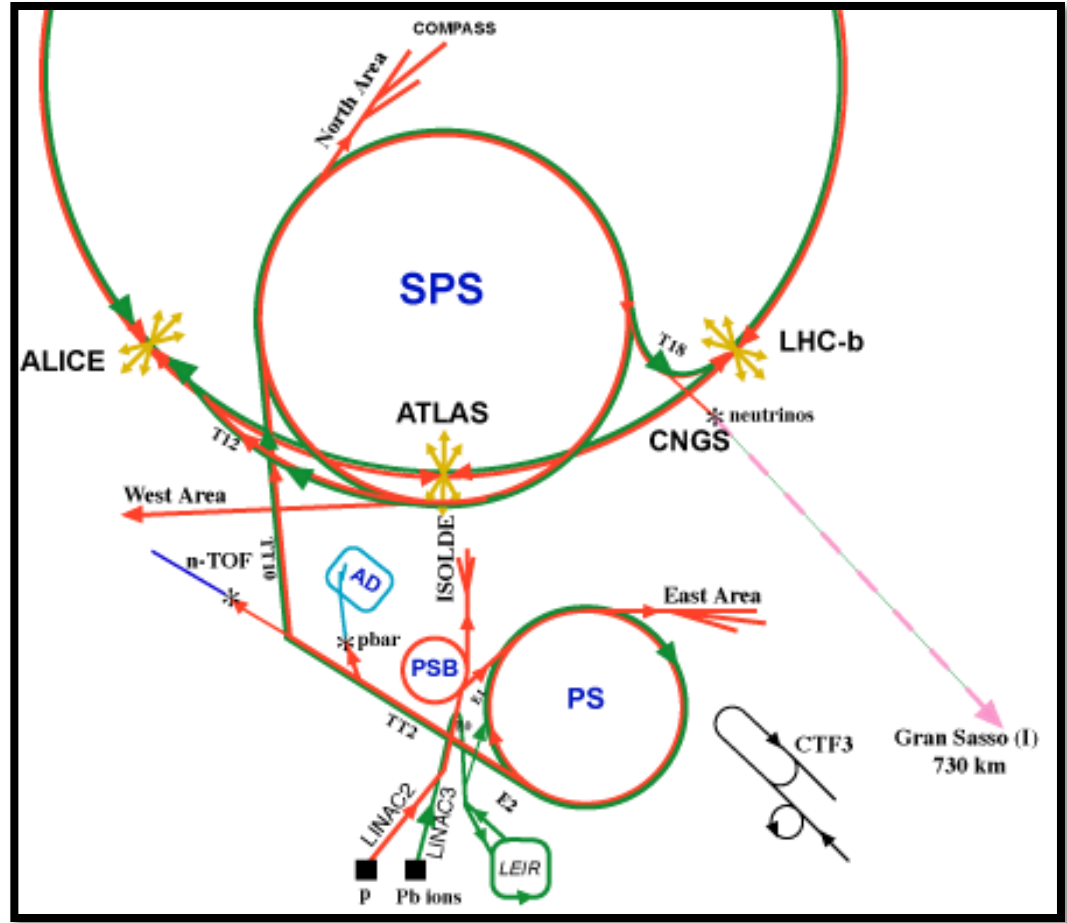 COMPASS
North Area
SPS
T18
LHC-b
ALICE
ATLAS
neutrinos
CNGS
T12
West Area
ISOLDE
n-TOF
TT10
AD
pbar
East Area
PSB
E1
PS
TT2
CTF3
Gran Sasso (I)
730 km
E2
LINAC2
LINAC3
LEIR
p
Pb ions